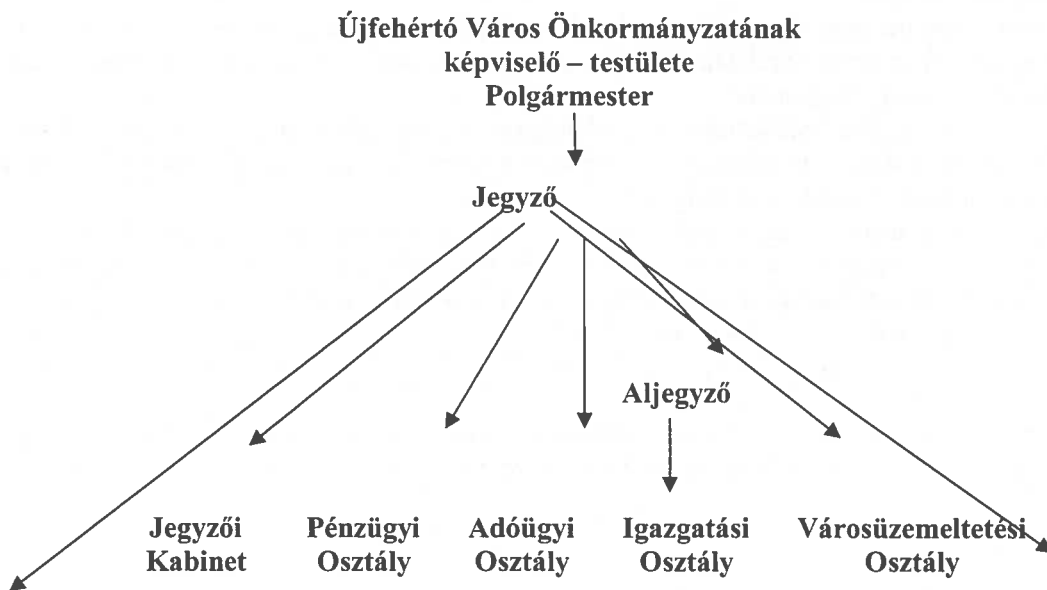 Újfehértó Város Önkormányzatának
képviselő – testülete
Polgármester
Jegyző
Aljegyző
Jegyzői Kabinet
Pénzügyi Osztály
Adóügyi Osztály
Igazgatási Osztály
Városüzemeltetési Osztály